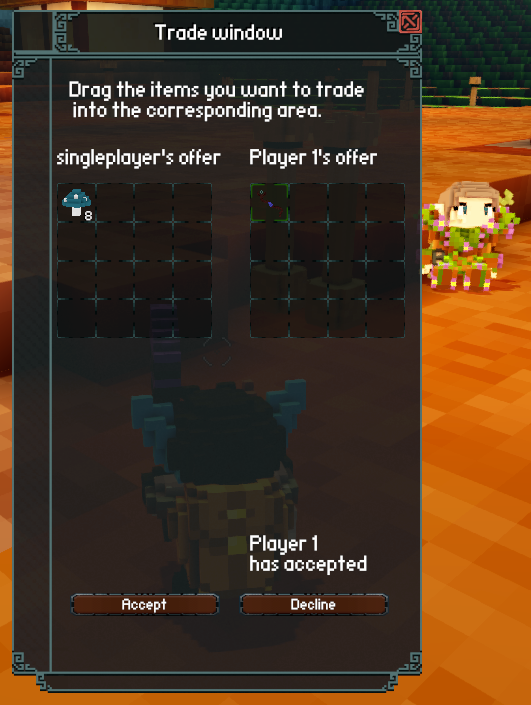 Trade window
Drag the items you want to trade
into the corresponding area.
singleplayer's offer
Player 1's offer
8
Player 1
has accepted
Accept
Decline